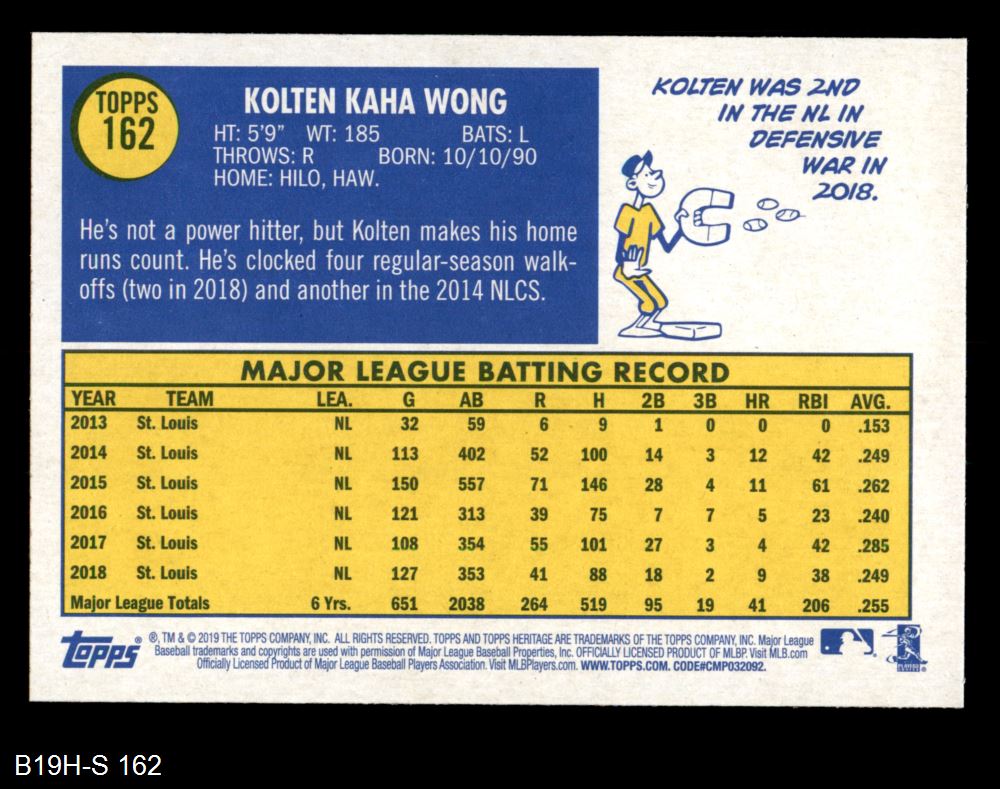 TOPPS
162
KOLTEN KAHA WONG
HT: 5'9" WT: 185 BATS: L
THROWS: R BORN: 10/10/90
HOME: HILO, HAW.
He's not a power hitter, but Kolten makes his home
runs count. He's clocked four regular-season walk-
offs (two in 2018) and another in the 2014 NLCS.
KOLTEN WAS 2ND
IN THE NL IN
DEFENSIVE
WAR IN
2018.
MAJOR LEAGUE BATTING RECORD
YEAR TEAM LEA. G AB R H 2B 3B HR RBI AVG.
2013 St. Louis NL 32 59 6 9 1 0 0 0 .153
2014 St. Louis NL 113 402 52 100 14 3 12 42 .249
2015 St. Louis NL 150 557 71 146 28 4 11 61 .262
2016 St. Louis NL 121 313 39 75 7 7 5 23 .240
2017 St. Louis NL 108 354 55 101 27 3 4 42 .285
2018 St. Louis NL 127 353 41 88 18 2 9 38 .249
Major League Totals 6 Yrs. 651 2038 264 519 95 19 41 206 .255
Topps ® ®, TM & © 2019 THE TOPPS COMPANY, INC. ALL RIGHTS RESERVED. TOPPS AND TOPPS HERITAGE ARE TRADEMARKS OF THE TOPPS COMPANY, INC. Major League
Baseball trademarks and copyrights are used with permission of Major League Baseball Properties, Inc. OFFICIALLY LICENSED PRODUCT OF MLBP. Visit MLB.com
Officially Licensed Product of Major League Baseball Players Association. Visit MLBPlayers.com. WWW.TOPPS.COM. CODE#CMP032092.
B19H-S 162